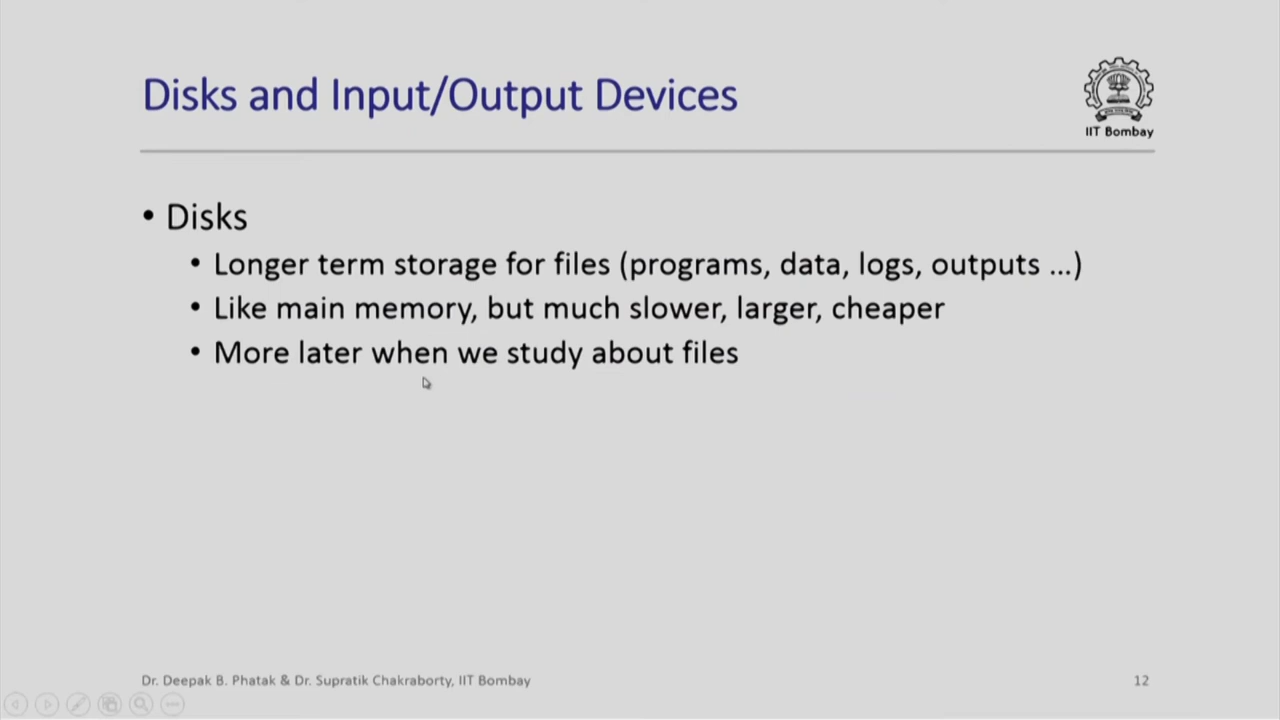 Disks and Input/Output Devices
IIT Bombay
• Disks
• Longer term storage for files (programs, data, logs, outputs ...)
• Like main memory, but much slower, larger, cheaper
• More later when we study about files
Dr. Deepak B. Phatak & Dr. Supratik Chakraborty, IIT Bombay
12